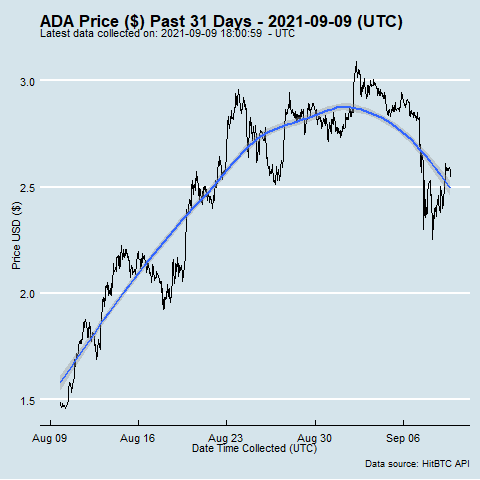 ADA Price ($) Past 31 Days - 2021-09-09 (UTC)
Latest data collected on: 2021-09-09 18:00:59 - UTC
3.0
2.5
2.0
1.5
Price USD ($)
Aug 09 Aug 16 Aug 23 Aug 30 Sep 06
Date Time Collected (UTC)
Data source: HitBTC API